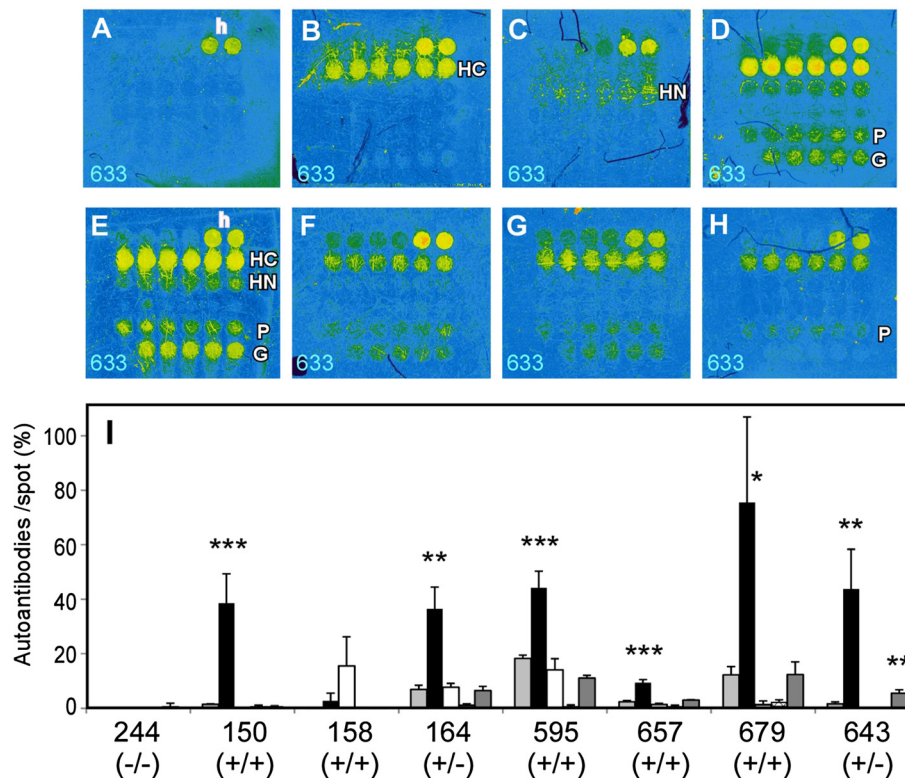 A h
633
B HC
633
C HN
633
D P G
633
E h HC HN P G
633
F
633
G
633
H P
633
I
Autoantibodies /spot (%)
100
80
60
40
20
0
*** ** *** *** * ** **
244 150 158 164 595 657 679 643
(-/-) (+/+) (+/+) (+/-) (+/+) (+/+) (+/+) (+/-)